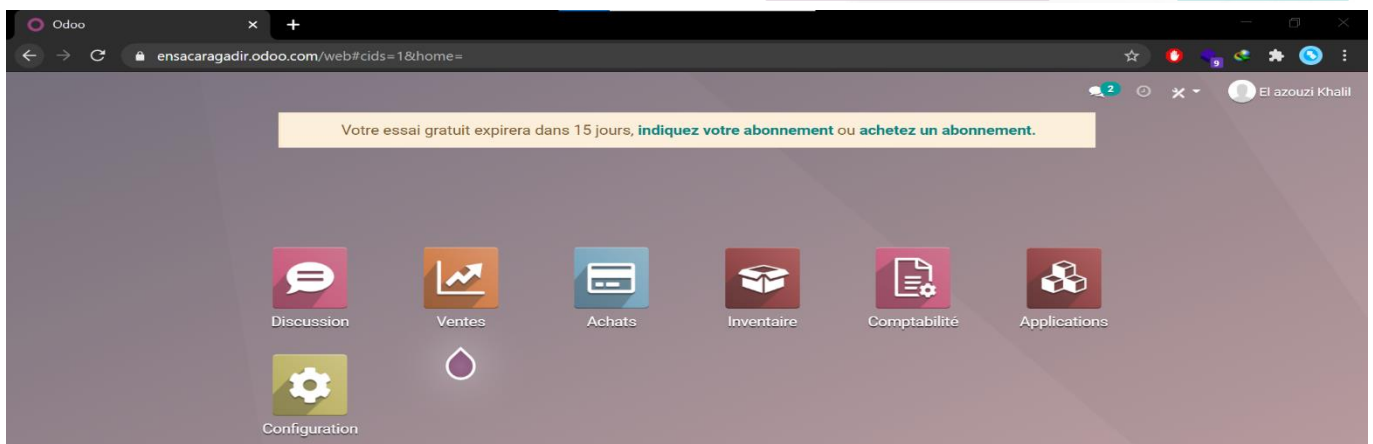 Odoo
ensacaragadir.odoo.com/web#cids=1&home=
9
2
El azouzi Khalil
Votre essai gratuit expirera dans 15 jours, indiquez votre abonnement ou achetez un abonnement.
Discussion Ventes Achats Inventaire Comptabilité Applications
Configuration